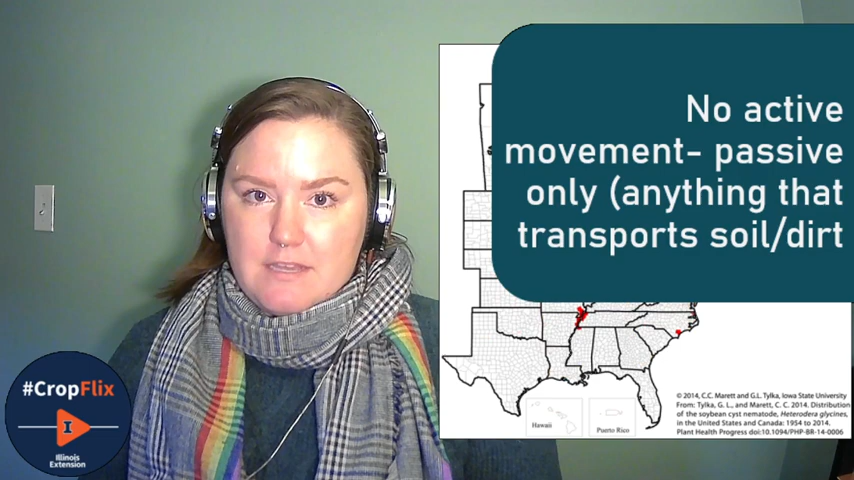 No active
movement- passive
only (anything that
transports soil/dirt
Hawaii
Puerto Rico
© 2014, C.C. Marett and G.L. Tylka, Iowa State University
From: Tylka, G. L., and Marett, C. C. 2014. Distribution
of the soybean cyst nematode, Heterodera glycines,
in the United States and Canada: 1954 to 2014.
Plant Health Progress doi:10.1094/PHP-BR-14-0006
#CropFlix
I
Illinois
Extension